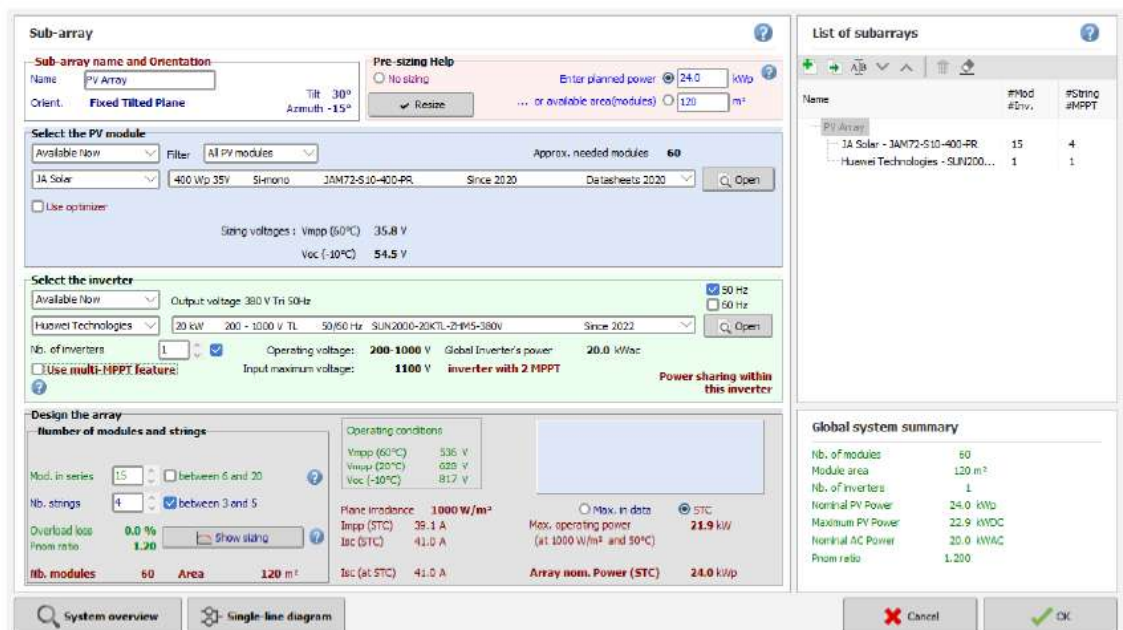 Sub-array
Sub-array name and Orientation
Name PV Array
Orient. Fixed Tilted Plane
Tilt 30°
Azimuth -15°
Pre-sizing Help
No sizing
Enter planned power 24.0 kWp
Resize
... or available area(modules) 120 m²
Select the PV module
Available Now Filter All PV modules Approx. needed modules 60
JA Solar 400 Wp 35V Si-mono JAM72-S10-400-PR Since 2020 Datasheets 2020 Open
Use optimizer
Sizing voltages : Vmpp (60°C) 35.8 V
Voc (-10°C) 54.5 V
Select the inverter
Available Now Output voltage 380 V Tri 50Hz
50 Hz
60 Hz
Huawei Technologies 20 kW 200 - 1000 V TL 50/60 Hz SUN2000-20KTL-ZHM5-380V Since 2022 Open
Nb. of inverters 1 Operating voltage: 200-1000 V Global Inverter's power 20.0 kWac
Use multi-MPPT feature Input maximum voltage: 1100 V inverter with 2 MPPT
Power sharing within
this inverter
Design the array
Number of modules and strings
Mod. in series 15 between 6 and 20
Nb. strings 4 between 3 and 5
Overload loss 0.0 %
Pnom ratio 1.20
Show sizing
Nb. modules 60 Area 120 m²
Operating conditions
Vmpp (60°C) 536 V
Vmpp (20°C) 628 V
Voc (-10°C) 817 V
Plane irradiance 1000 W/m²
Impp (STC) 39.1 A
Isc (STC) 41.0 A
Isc (at STC) 41.0 A
Max. in data STC
Max. operating power 21.9 kW
(at 1000 W/m² and 50°C)
Array nom. Power (STC) 24.0 kWp
System overview
Single-line diagram
List of subarrays
Name #Mod #String
#Inv. #MPPT
PV Array
JA Solar - JAM72-S10-400-PR 15 4
Huawei Technologies - SUN200... 1 1
Global system summary
Nb. of modules 60
Module area 120 m²
Nb. of inverters 1
Nominal PV Power 24.0 kWp
Maximum PV Power 22.9 kWDC
Nominal AC Power 20.0 kWAC
Pnom ratio 1.200
Cancel
OK